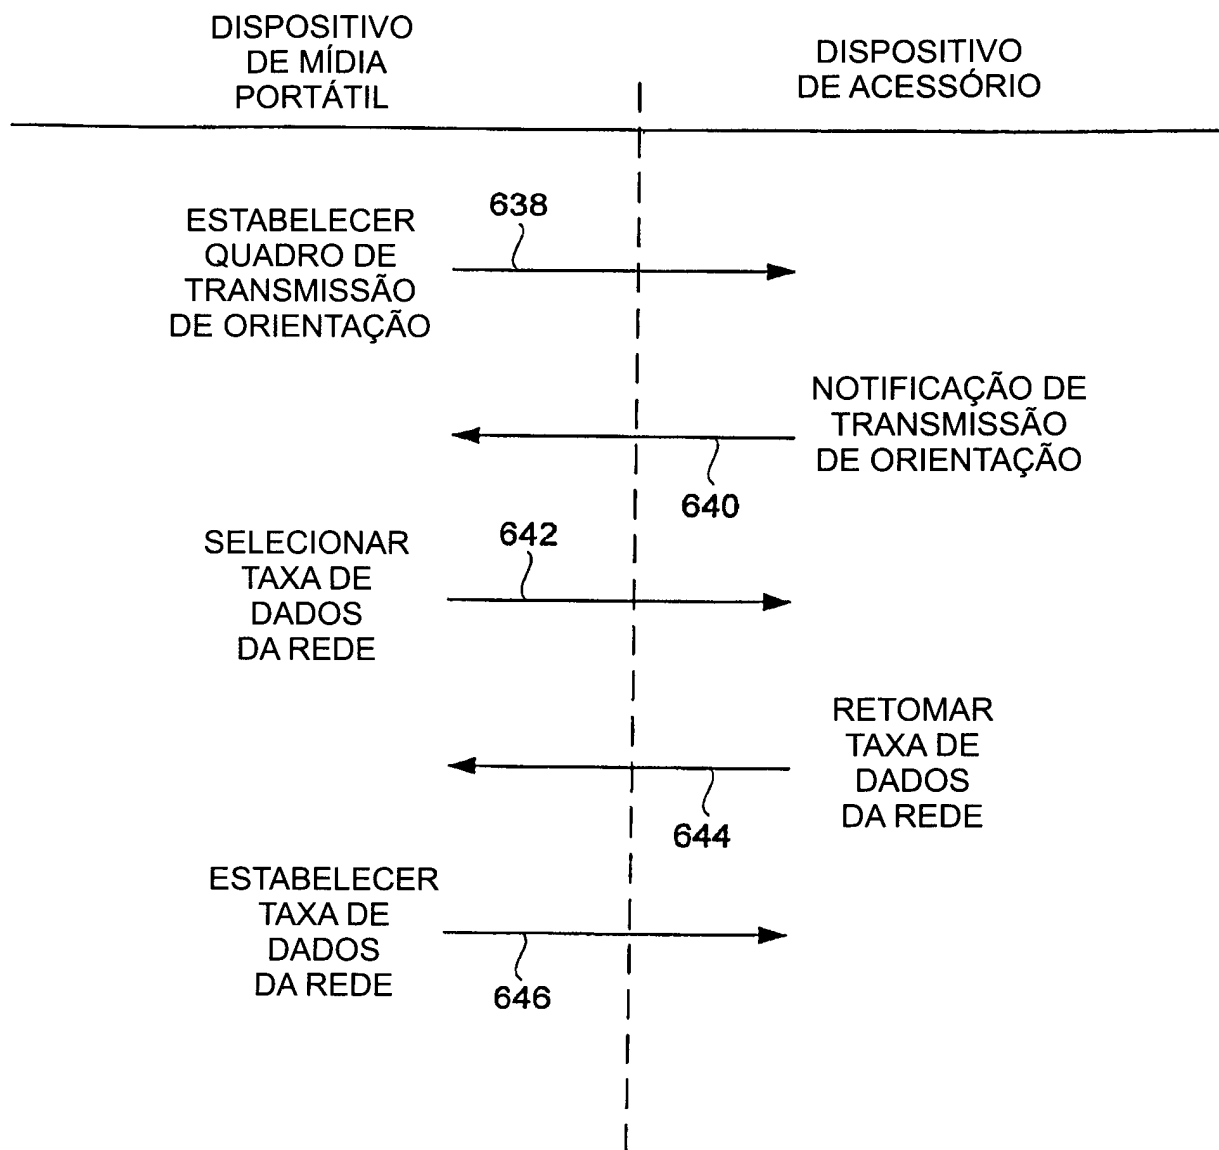 DISPOSITIVO
DE MÍDIA
PORTÁTIL
DISPOSITIVO
DE ACESSÓRIO
638
ESTABELECER
QUADRO DE
TRANSMISSÃO
DE ORIENTAÇÃO
NOTIFICAÇÃO DE
TRANSMISSÃO
DE ORIENTAÇÃO
640
642
SELECIONAR
TAXA DE
DADOS
DA REDE
RETOMAR
TAXA DE
DADOS
DA REDE
644
ESTABELECER
TAXA DE
DADOS
DA REDE
646